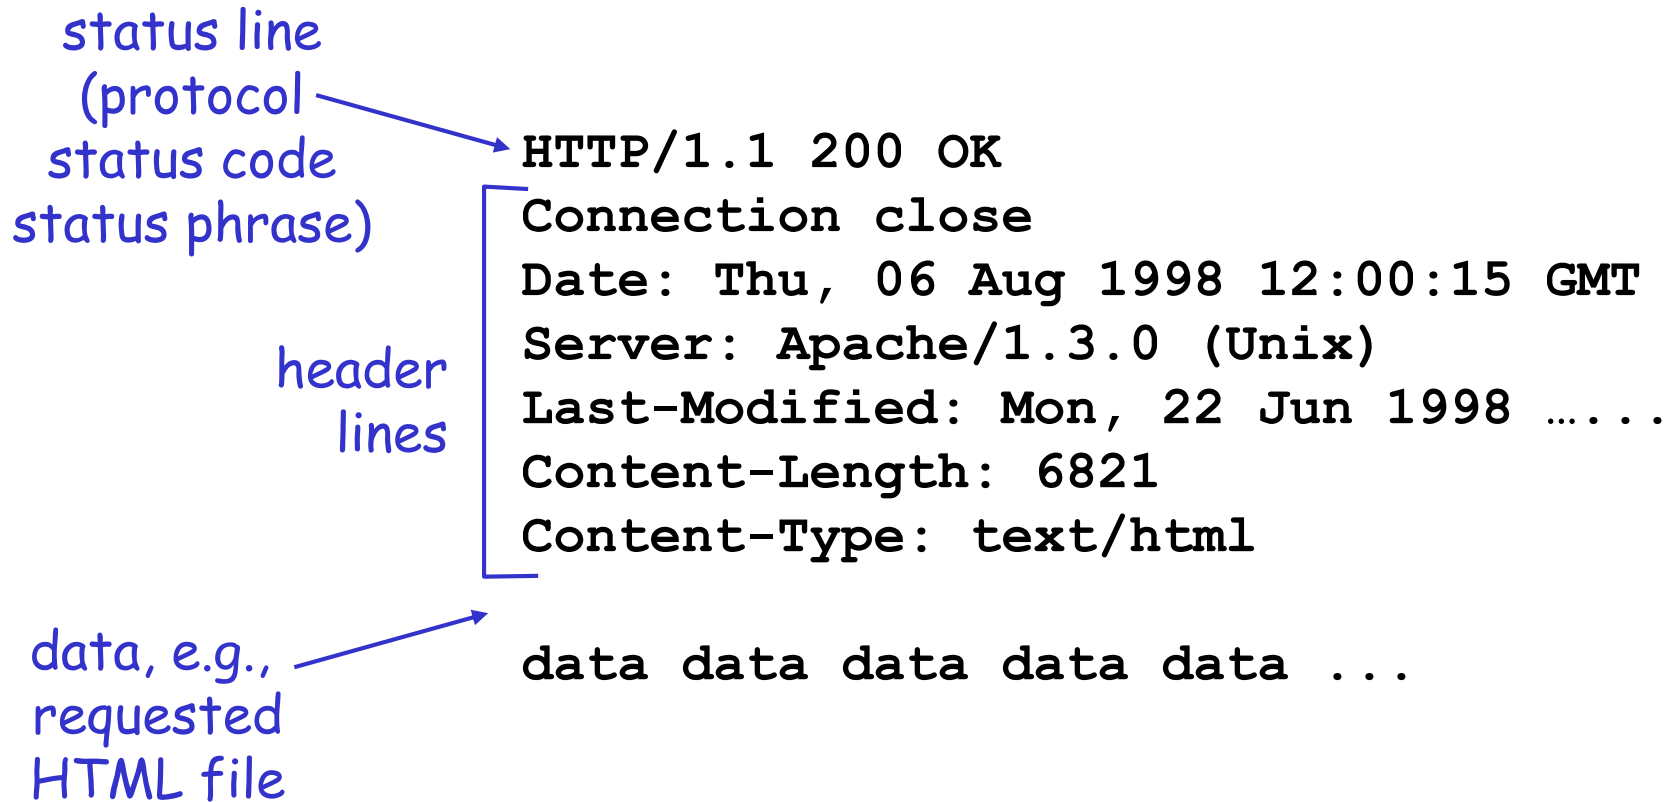 status line
(protocol
status code
status phrase)
HTTP/1.1 200 OK
Connection close
Date: Thu, 06 Aug 1998 12:00:15 GMT
Server: Apache/1.3.0 (Unix)
Last-Modified: Mon, 22 Jun 1998 …...
Content-Length: 6821
Content-Type: text/html
header
lines
data, e.g.,
requested
HTML file
data data data data data ...